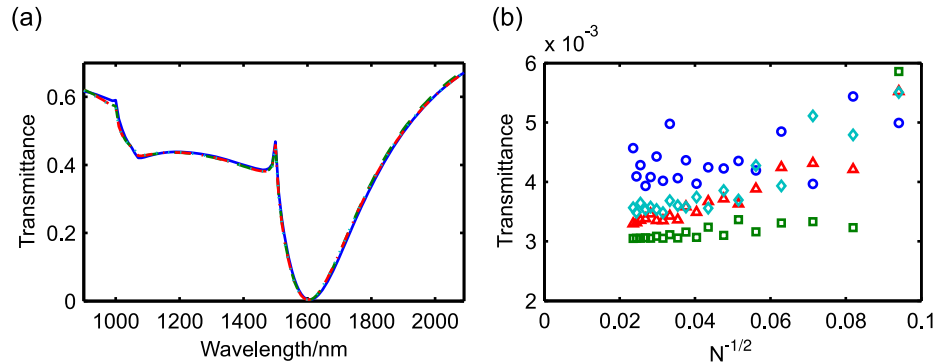 (a)
(b)
x 10⁻³
Transmittance
0.6
0.4
0.2
0
1000 1200 1400 1600 1800 2000
Wavelength/nm
Transmittance
6
5
4
3
2
0 0.02 0.04 0.06 0.08 0.1
N⁻¹/²